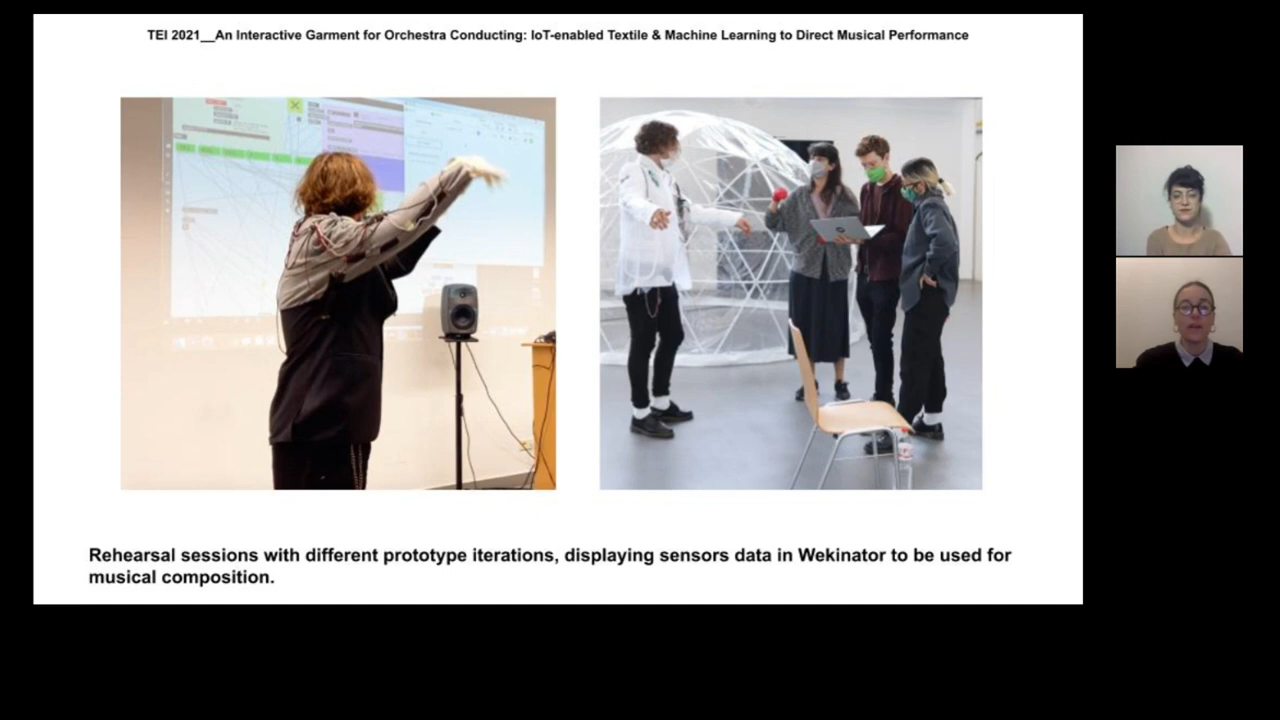 TEI 2021__An Interactive Garment for Orchestra Conducting: IoT-enabled Textile & Machine Learning to Direct Musical Performance
Rehearsal sessions with different prototype iterations, displaying sensors data in Wekinator to be used for
musical composition.